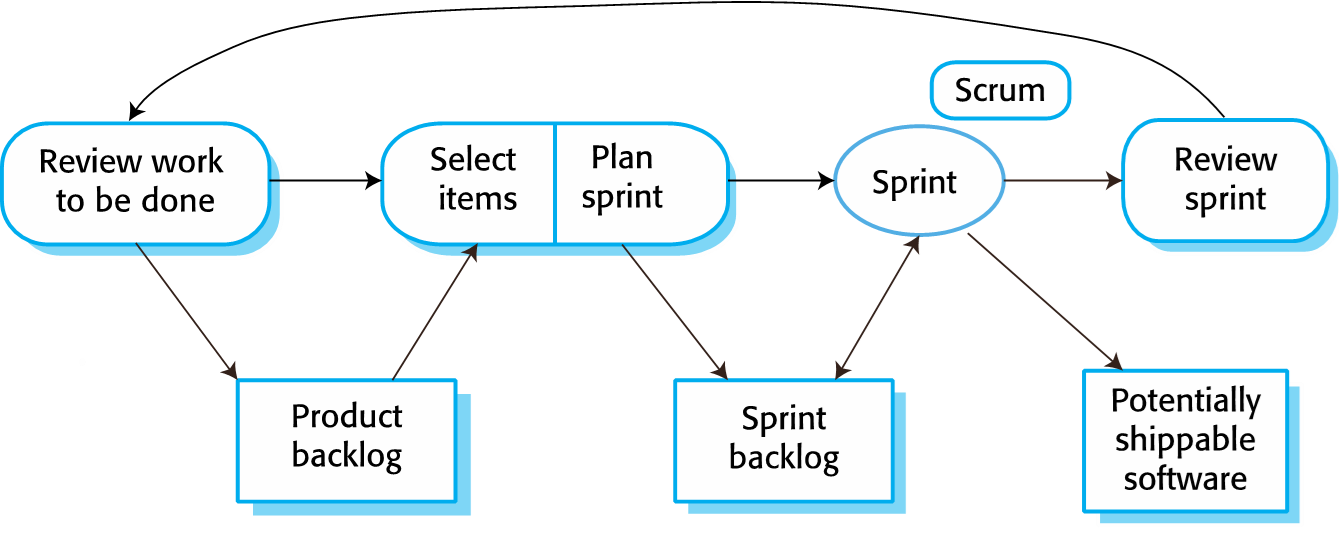 Scrum
Review work
to be done
Select
items
Plan
sprint
Sprint
Review
sprint
Product
backlog
Sprint
backlog
Potentially
shippable
software